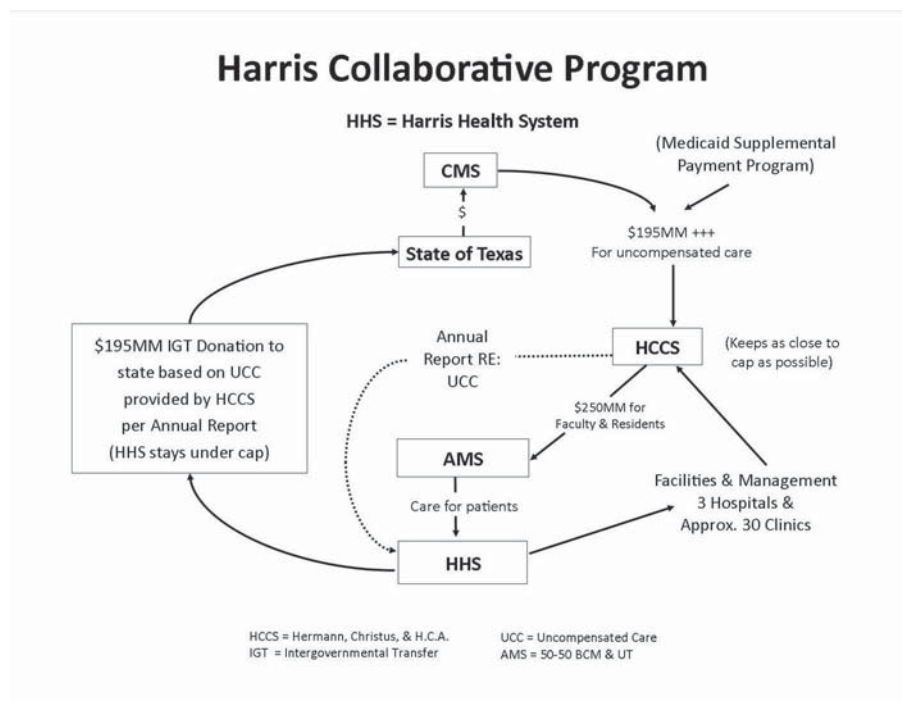 Harris Collaborative Program
HHS = Harris Health System
(Medicaid Supplemental
Payment Program)
CMS
$
$195MM +++
For uncompensated care
State of Texas
$195MM IGT Donation to
state based on UCC
provided by HCCS
per Annual Report
(HHS stays under cap)
Annual
Report RE:
UCC
HCCS
(Keeps as close to
cap as possible)
$250MM for
Faculty & Residents
AMS
Care for patients
Facilities & Management
3 Hospitals &
Approx. 30 Clinics
HHS
HCCS = Hermann, Christus, & H.C.A.
IGT = Intergovernmental Transfer
UCC = Uncompensated Care
AMS = 50-50 BCM & UT